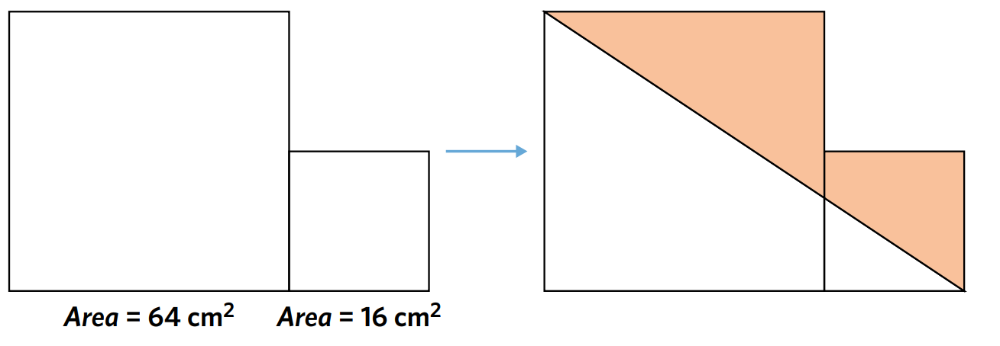 Area = 64 cm² Area = 16 cm²